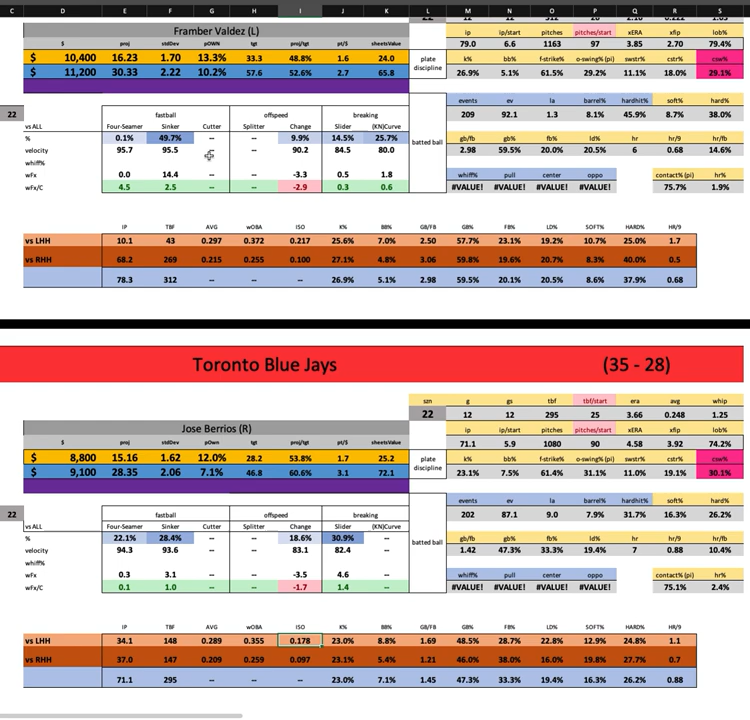 C D E F G H I J K L M N O P Q R S
12 12 312 26 2.16 0.222 1.05
Framber Valdez (L) ip ip/start pitches pitches/start xERA xfip lob%
79.0 6.6 1163 97 3.85 2.70 79.4%
$ proj stdDev pOWN tgt proj/tgt pt/$ sheetsValue
$ 10,400 16.23 1.70 13.3% 33.3 48.8% 1.6 24.0 plate discipline k% bb% f-strike% o-swing% (pi) swstr% cstr% csw%
$ 11,200 30.33 2.22 10.2% 57.6 52.6% 2.7 65.8 26.9% 5.1% 61.5% 29.2% 11.1% 18.0% 29.1%
events ev la barrel% hardhit% soft% hard%
22 fastball offspeed breaking 209 92.1 1.3 8.1% 45.9% 8.7% 38.0%
vs ALL Four-Seamer Sinker Cutter Splitter Change Slider (KN)Curve
% 0.1% 49.7% -- -- 9.9% 14.5% 25.7% batted ball gb/fb gb% fb% ld% hr hr/9 hr/fb
velocity 95.7 95.5 -- -- 90.2 84.5 80.0 2.98 59.5% 20.0% 20.5% 6 0.68 14.6%
whiff%
wFx 0.0 14.4 -- -3.3 0.5 1.8 whiff% pull center oppo contact% (pi) hr%
wFx/C 4.5 2.5 -- -- -2.9 0.3 0.6 #VALUE! #VALUE! #VALUE! #VALUE! 75.7% 1.9%
IP TBF AVG wOBA ISO K% BB% GB/FB GB% FB% LD% SOFT% HARD% HR/9
vs LHH 10.1 43 0.297 0.372 0.217 25.6% 7.0% 2.50 57.7% 23.1% 19.2% 10.7% 25.0% 1.7
vs RHH 68.2 269 0.215 0.255 0.100 27.1% 4.8% 3.06 59.8% 19.6% 20.7% 8.3% 40.0% 0.5
78.3 312 -- -- -- 26.9% 5.1% 2.98 59.5% 20.1% 20.5% 8.6% 37.9% 0.68
Toronto Blue Jays (35 - 28)
szn g gs tbf tbf/start era avg whip
22 12 12 295 25 3.66 0.248 1.25
Jose Berrios (R) ip ip/start pitches pitches/start xERA xfip lob%
$ proj stdDev pOwn tgt proj/tgt pt/$ sheetsValue 71.1 5.9 1080 90 4.58 3.92 74.2%
$ 8,800 15.16 1.62 12.0% 28.2 53.8% 1.7 25.2 plate discipline k% bb% f-strike% o-swing% (pi) swstr% cstr% csw%
$ 9,100 28.35 2.06 7.1% 46.8 60.6% 3.1 72.1 23.1% 7.5% 61.4% 31.1% 11.0% 19.1% 30.1%
events ev la barrel% hardhit% soft% hard%
22 fastball offspeed breaking 202 87.1 9.0 7.9% 31.7% 16.3% 26.2%
vs ALL Four-Seamer Sinker Cutter Splitter Change Slider (KN)Curve
% 22.1% 28.4% -- -- 18.6% 30.9% -- batted ball gb/fb gb% fb% ld% hr hr/9 hr/fb
velocity 94.3 93.6 -- -- 83.1 82.4 -- 1.42 47.3% 33.3% 19.4% 7 0.88 10.4%
whiff%
wFx 0.3 3.1 -- -- -3.5 4.6 -- whiff% pull center oppo contact% (pi) hr%
wFx/C 0.1 1.0 -- -- -1.7 1.4 -- #VALUE! #VALUE! #VALUE! #VALUE! 75.1% 2.4%
IP TBF AVG wOBA ISO K% BB% GB/FB GB% FB% LD% SOFT% HARD% HR/9
vs LHH 34.1 148 0.289 0.355 0.178 23.0% 8.8% 1.69 48.5% 28.7% 22.8% 12.9% 24.8% 1.1
vs RHH 37.0 147 0.209 0.259 0.097 23.1% 5.4% 1.21 46.0% 38.0% 16.0% 19.8% 27.7% 0.7
71.1 295 -- -- -- 23.0% 7.1% 1.45 47.3% 33.3% 19.4% 16.3% 26.2% 0.88